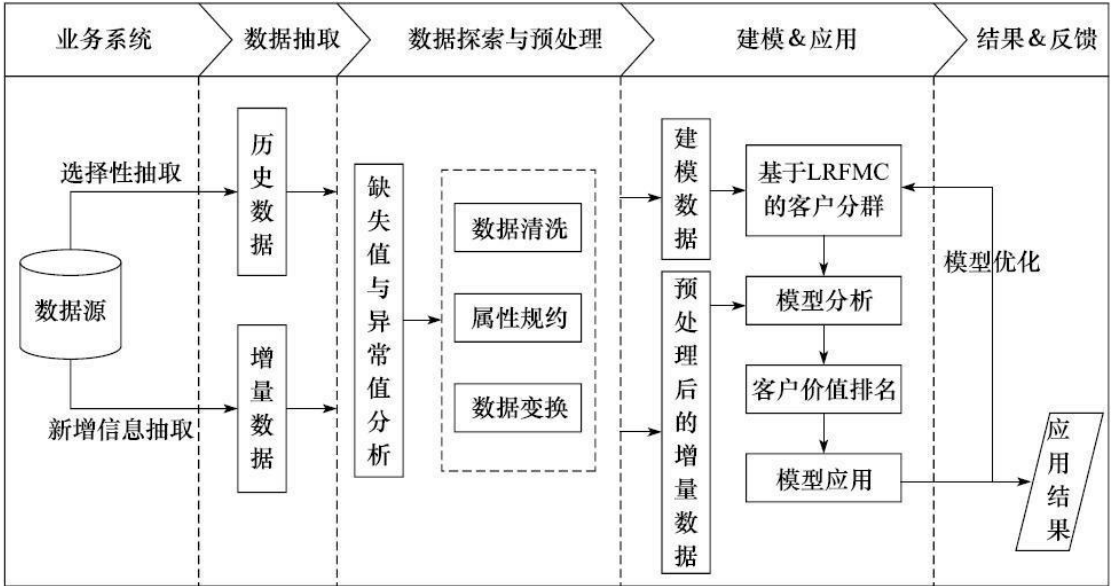 业务系统
数据抽取
数据探索与预处理
建模&应用
结果&反馈
选择性抽取
数据源
新增信息抽取
历史数据
增量数据
缺失值与异常值分析
数据清洗
属性规约
数据变换
建模数据
预处理后的增量数据
基于LRFMC
的客户分群
模型分析
客户价值排名
模型应用
模型优化
应用结果